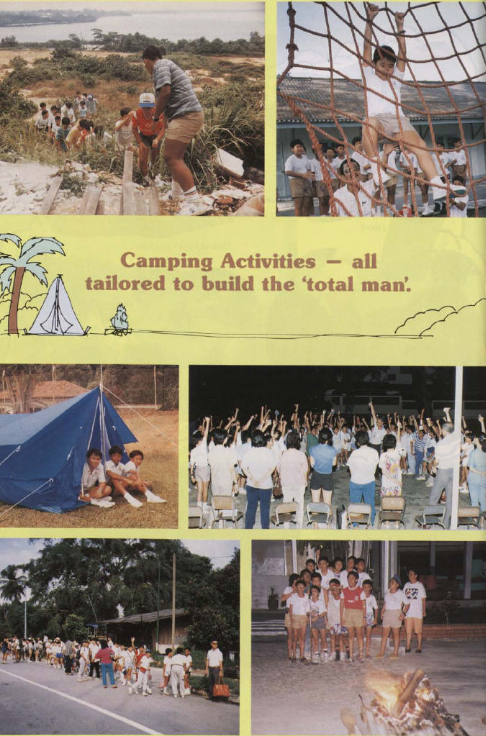 Camping Activities — all
tailored to build the 'total man'.